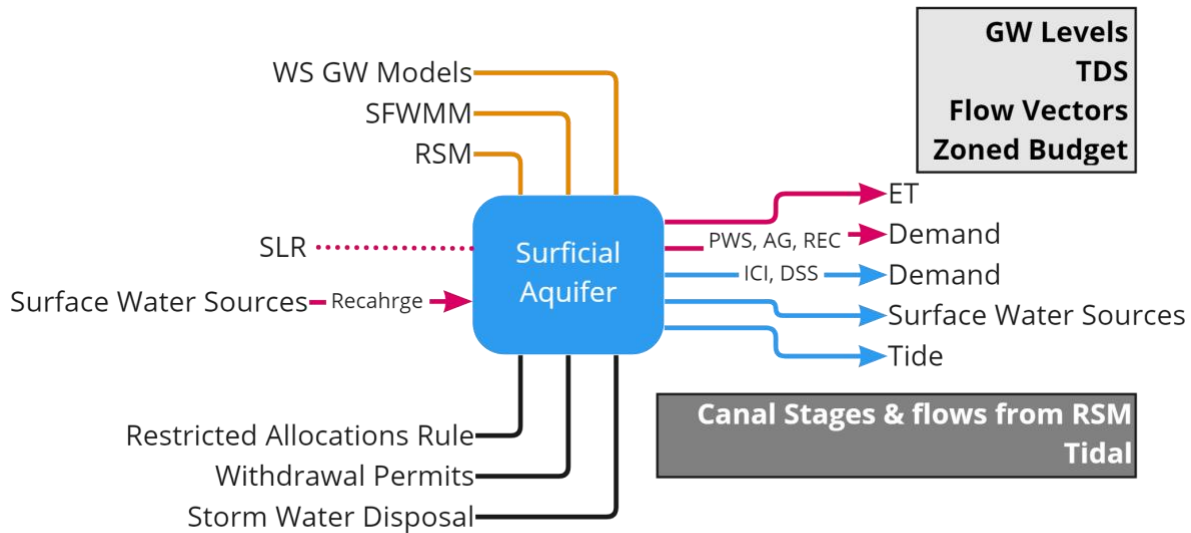 GW Levels
TDS
Flow Vectors
Zoned Budget
WS GW Models
SFWMM
RSM
SLR
Surface Water Sources
Recahrge
Surficial
Aquifer
ET
PWS, AG, REC
Demand
ICI, DSS
Demand
Surface Water Sources
Tide
Canal Stages & flows from RSM
Tidal
Restricted Allocations Rule
Withdrawal Permits
Storm Water Disposal